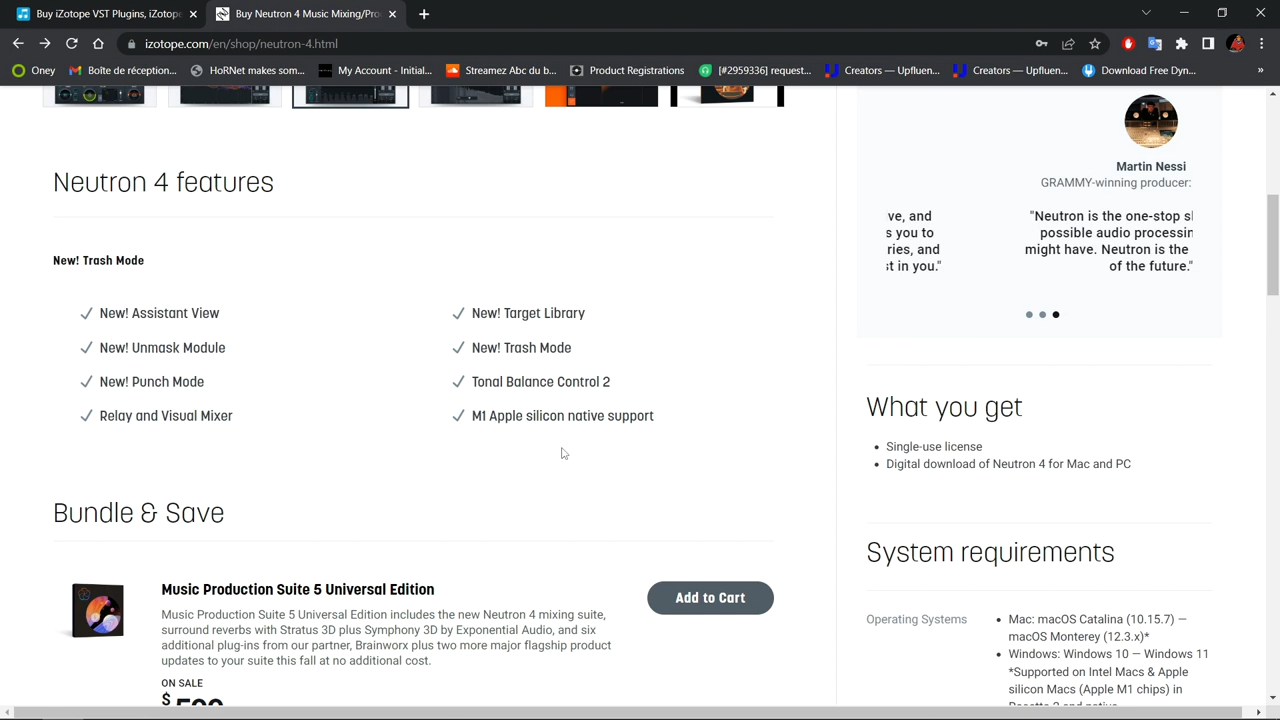 Buy iZotope VST Plugins, iZotope
Buy Neutron 4 Music Mixing/Pro
izotope.com/en/shop/neutron-4.html
Oney
Boîte de réception...
HoRNet makes som...
My Account - Initial...
Streamez Alt du b...
Product Registrations
[#2959336] request...
Creators — Upfluen...
Creators — Upfluen...
Download Free Dyn...
»
Neutron 4 features
New! Trash Mode
New! Assistant View
New! Target Library
New! Unmask Module
New! Trash Mode
New! Punch Mode
Tonal Balance Control 2
Relay and Visual Mixer
M1 Apple silicon native support
Bundle & Save
Music Production Suite 5 Universal Edition
Add to Cart
Music Production Suite 5 Universal Edition includes the new Neutron 4 mixing suite,
surround reverbs with Stratus 3D plus Symphony 3D by Exponential Audio, and six
additional plug-ins from our partner, Brainworx plus two more major flagship product
updates to your suite this fall at no additional cost.
ON SALE
$
Martin Nessi
GRAMMY-winning producer:
ve, and
s you to
ries, and
st in you."
"Neutron is the one-stop sl
possible audio processin
might have. Neutron is the
of the future."
What you get
Single-use license
Digital download of Neutron 4 for Mac and PC
System requirements
Operating Systems
Mac: macOS Catalina (10.15.7) —
macOS Monterey (12.3.x)*
Windows: Windows 10 — Windows 11
*Supported on Intel Macs & Apple
silicon Macs (Apple M1 chips) in